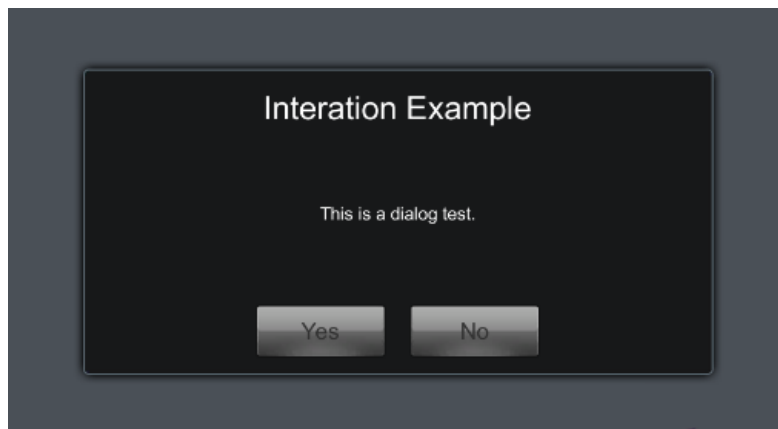 Interation Example
This is a dialog test.
Yes No